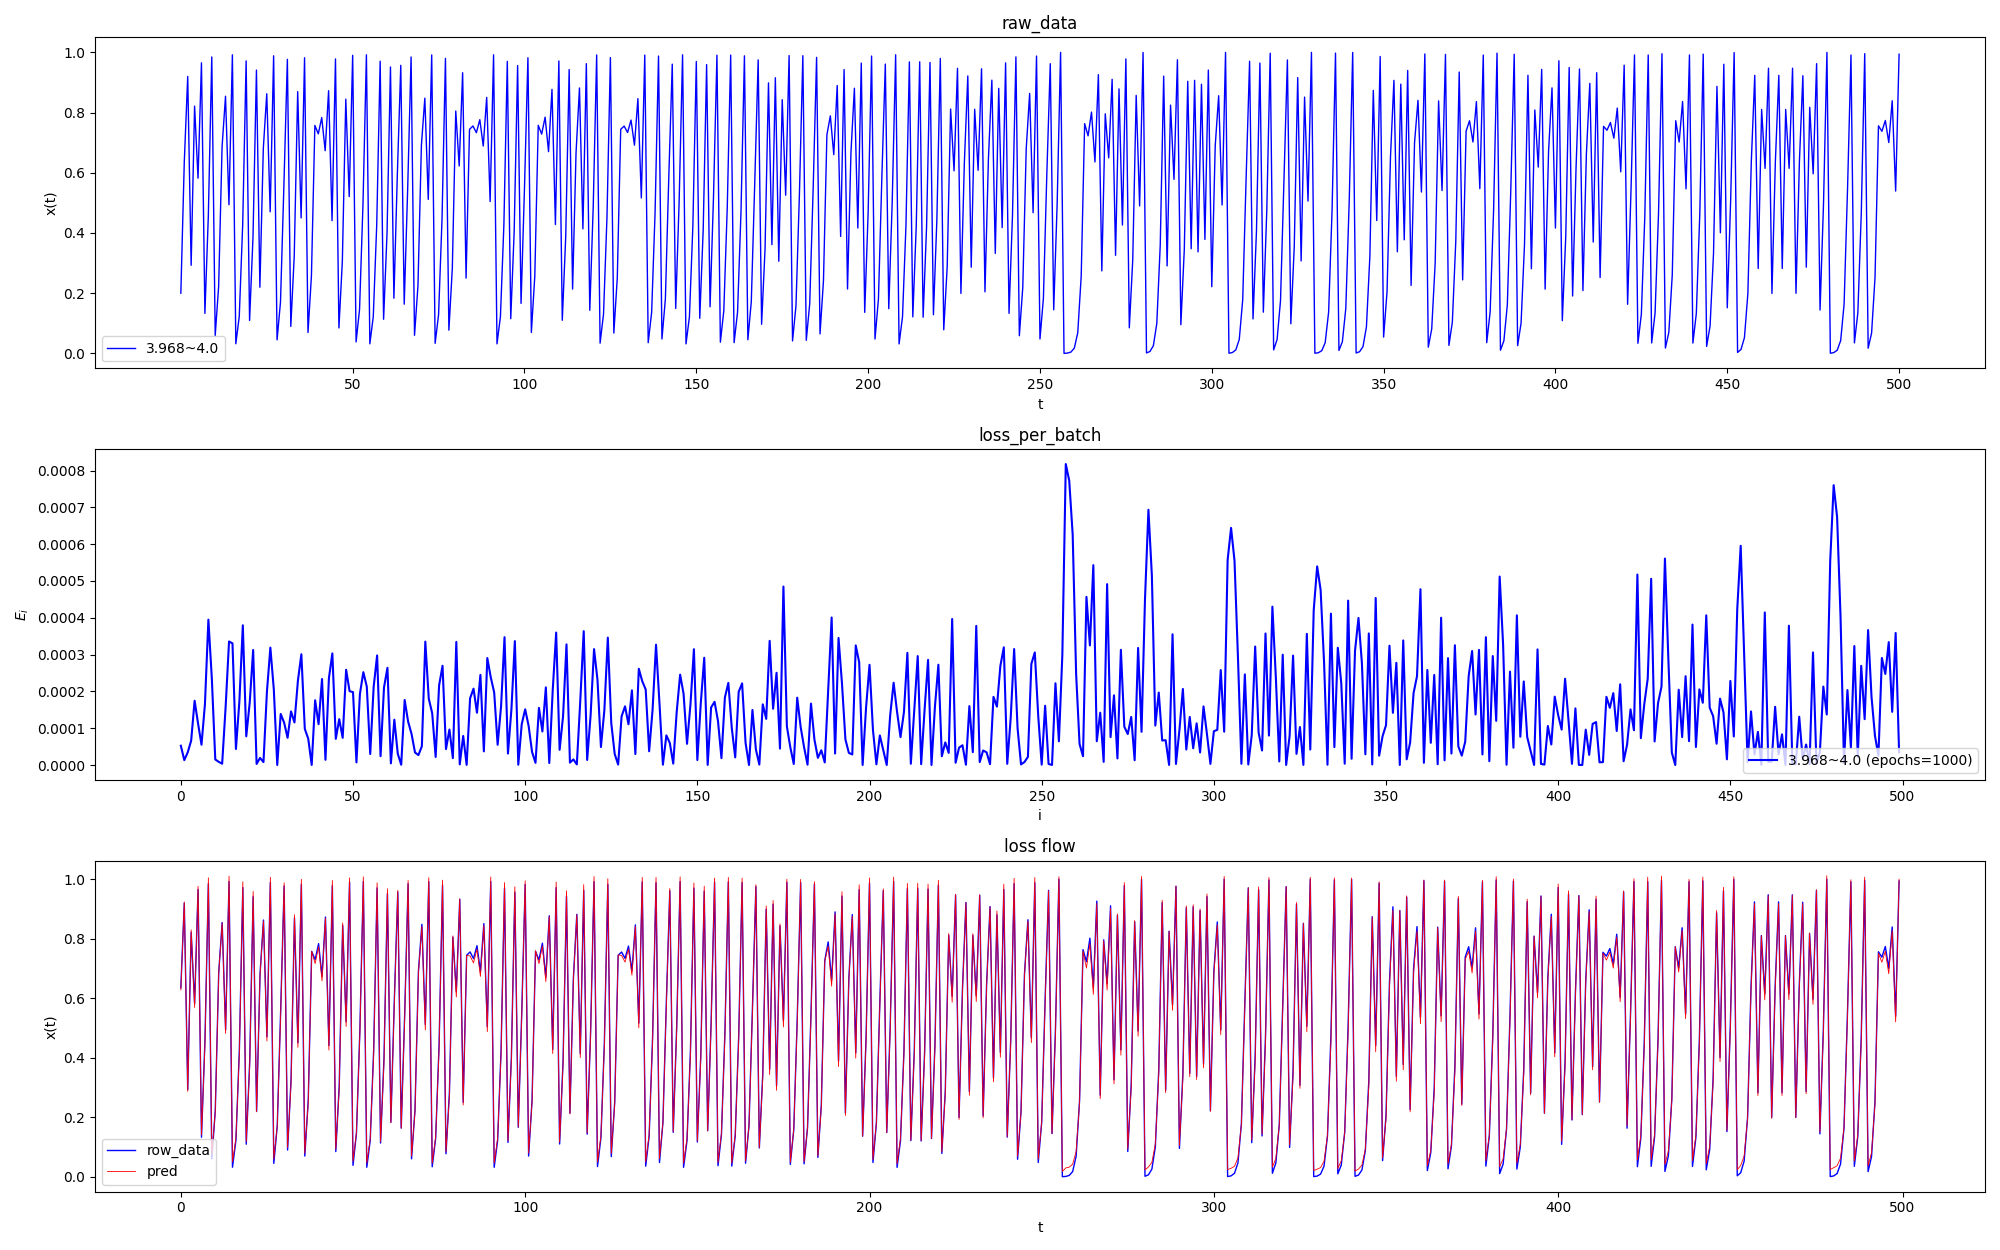 raw_data
1.0
0.8
0.6
0.4
0.2
0.0
x(t)
3.968~4.0
50 100 150 200 250 300 350 400 450 500
t
loss_per_batch
0.0008
0.0007
0.0006
0.0005
0.0004
0.0003
0.0002
0.0001
0.0000
E_i
3.968~4.0 (epochs=1000)
0 50 100 150 200 250 300 350 400 450 500
i
loss flow
1.0
0.8
0.6
0.4
0.2
0.0
x(t)
row_data
pred
0 100 200 300 400 500
t